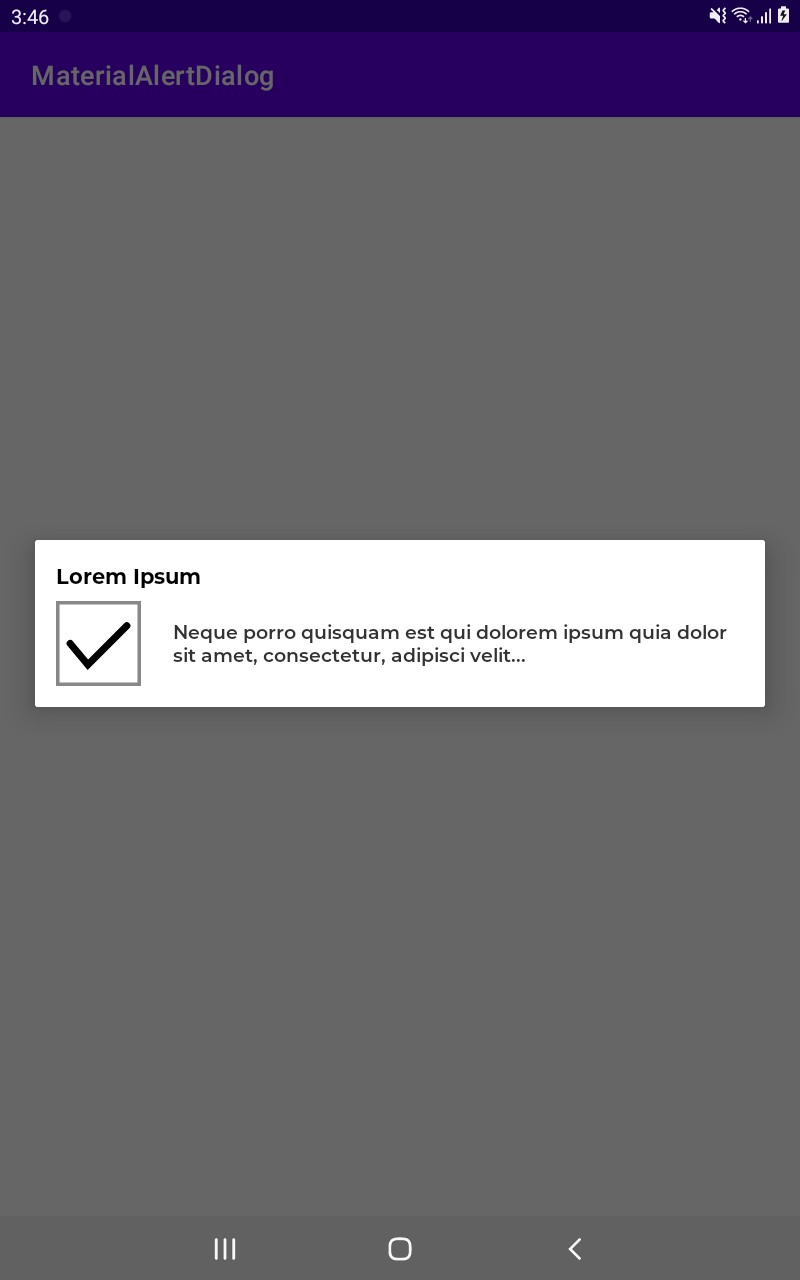 3:46
MaterialAlertDialog
Lorem Ipsum
Neque porro quisquam est qui dolorem ipsum quia dolor
sit amet, consectetur, adipisci velit...